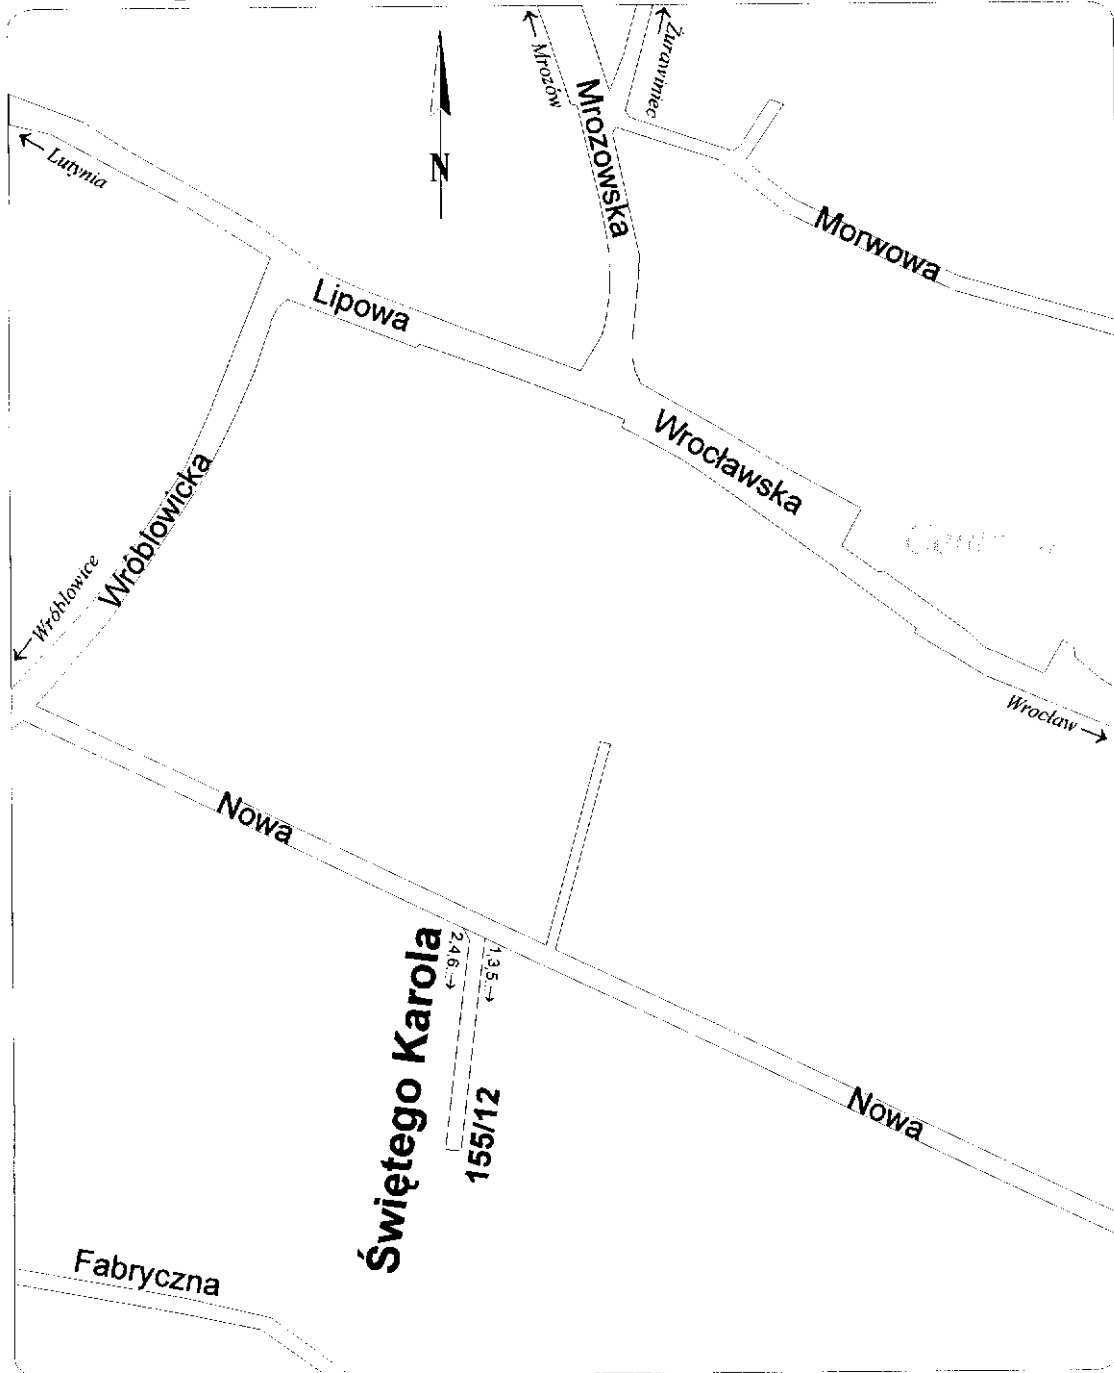 Mrozów
Żurawiniec
Mrozowska
Lutynia
N
Morwowa
Lipowa
Wrocławska
Wróblowicka
Wróblowice
Wrocław
Nowa
Świętego Karola
2,4,6...→
1,3,5...→
155/12
Nowa
Fabryczna